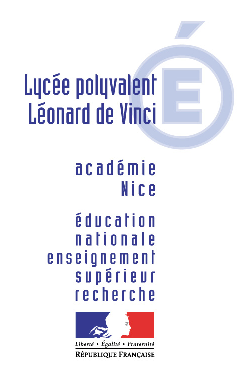 Lycée polyvalent
Léonard de Vinci
É
académie
Nice
éducation
nationale
enseignement
supérieur
recherche
Liberté • Égalité • Fraternité
RÉPUBLIQUE FRANÇAISE